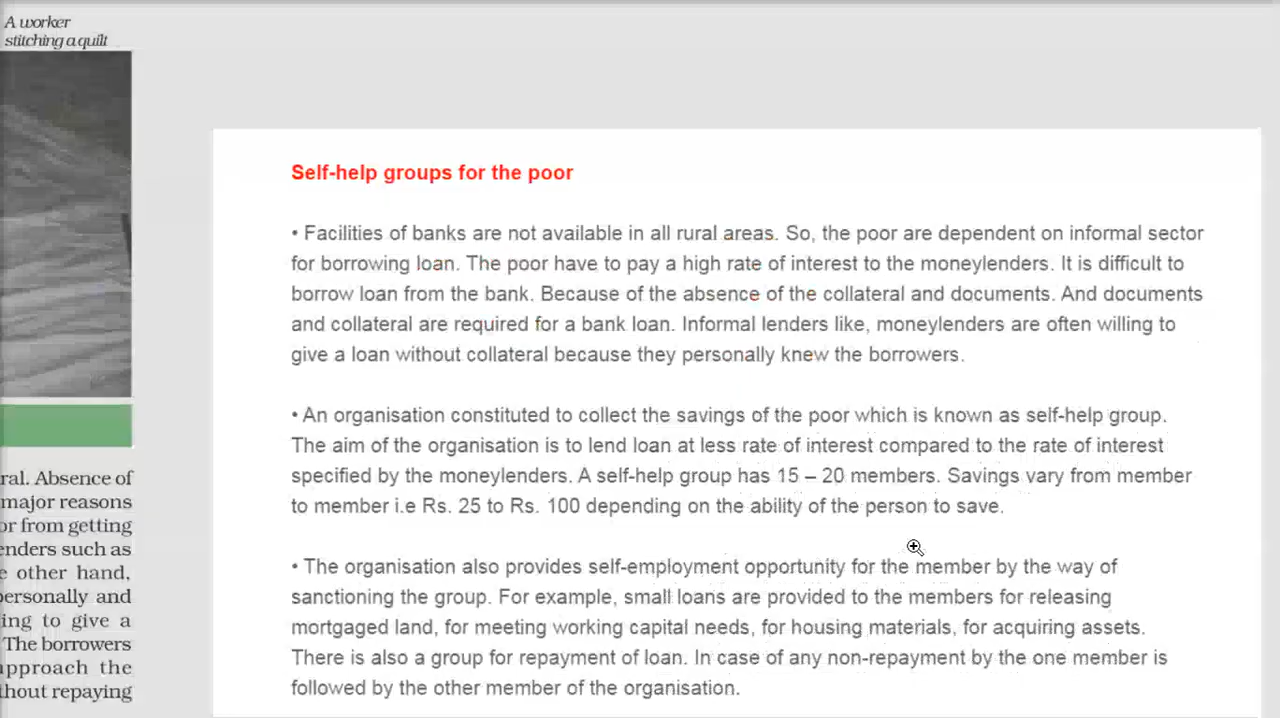 A worker
stitching a quilt
ral. Absence of
major reasons
or from getting
enders such as
e other hand,
personally and
ing to give a
The borrowers
approach the
thout repaying
Self-help groups for the poor
• Facilities of banks are not available in all rural areas. So, the poor are dependent on informal sector
for borrowing loan. The poor have to pay a high rate of interest to the moneylenders. It is difficult to
borrow loan from the bank. Because of the absence of the collateral and documents. And documents
and collateral are required for a bank loan. Informal lenders like, moneylenders are often willing to
give a loan without collateral because they personally knew the borrowers.
• An organisation constituted to collect the savings of the poor which is known as self-help group.
The aim of the organisation is to lend loan at less rate of interest compared to the rate of interest
specified by the moneylenders. A self-help group has 15 – 20 members. Savings vary from member
to member i.e Rs. 25 to Rs. 100 depending on the ability of the person to save.
• The organisation also provides self-employment opportunity for the member by the way of
sanctioning the group. For example, small loans are provided to the members for releasing
mortgaged land, for meeting working capital needs, for housing materials, for acquiring assets.
There is also a group for repayment of loan. In case of any non-repayment by the one member is
followed by the other member of the organisation.